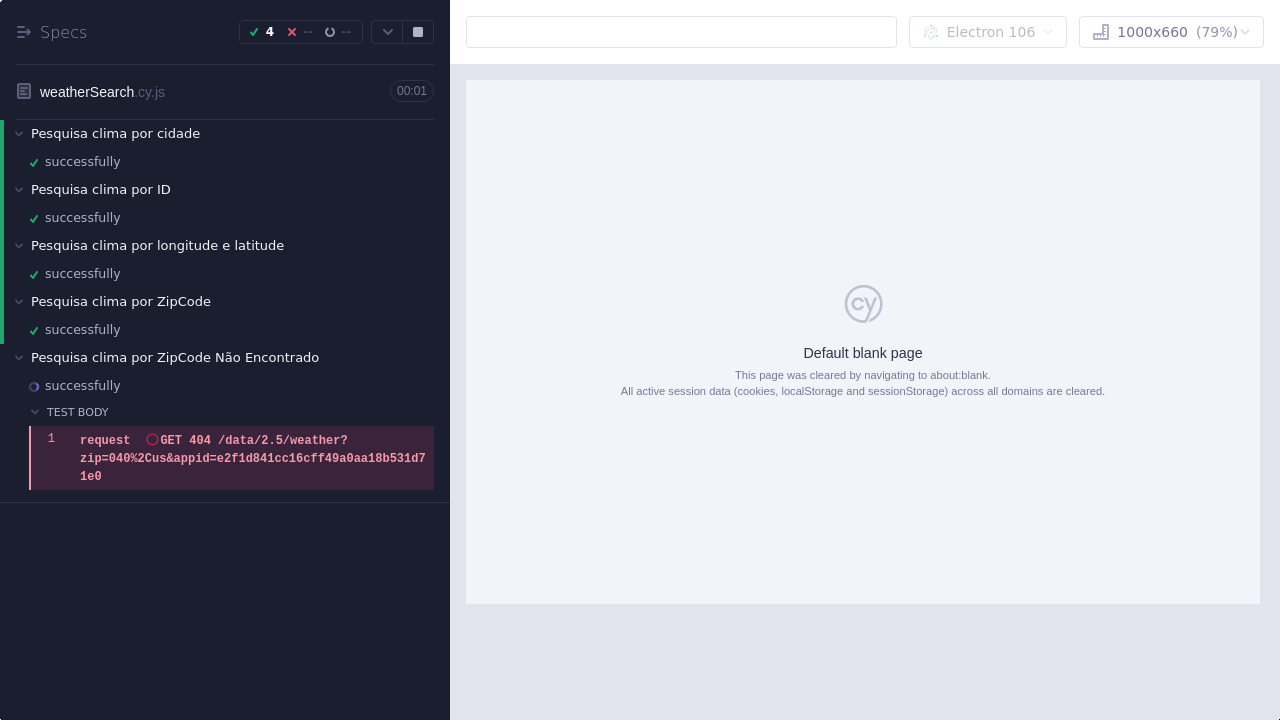 Specs
4
--
--
weatherSearch.cy.js
00:01
Pesquisa clima por cidade
successfully
Pesquisa clima por ID
successfully
Pesquisa clima por longitude e latitude
successfully
Pesquisa clima por ZipCode
successfully
Pesquisa clima por ZipCode Não Encontrado
successfully
TEST BODY
1 request GET 404 /data/2.5/weather?
zip=040%2Cus&appid=e2f1d841cc16cff49a0aa18b531d7
1e0
Electron 106
1000x660 (79%)
cy
Default blank page
This page was cleared by navigating to about:blank.
All active session data (cookies, localStorage and sessionStorage) across all domains are cleared.